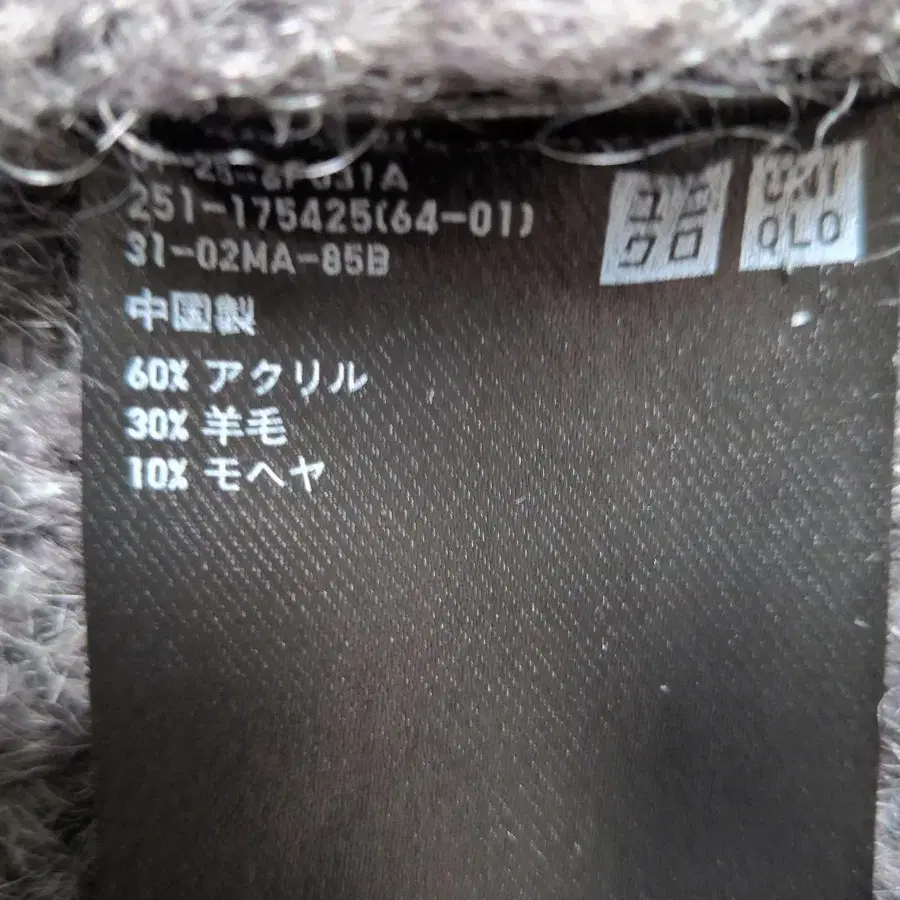 251-175425(64-01)
31-02MA-85B
中国製
60% アクリル
30% 羊毛
10% モヘヤ
ユニ
クロ
UNI
QLO